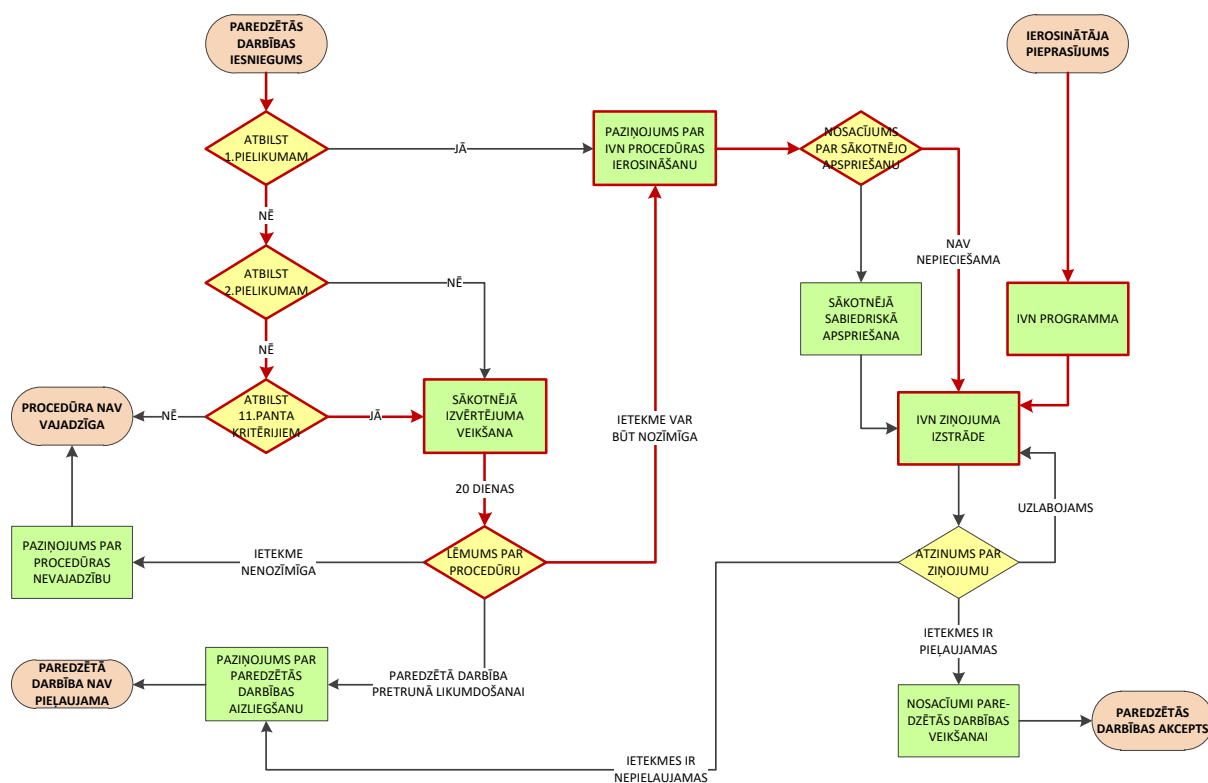 PAREDZĒTĀS
DARBĪBAS
IESNIEGUMS
IEROSINĀTĀJA
PIEPRASĪJUMS
ATBILST
1.PIELIKUMAM
JĀ
PAZIŅOJUMS PAR
IVN PROCEDŪRAS
IEROSINĀŠANU
NOSACĪJUMS
PAR SĀKOTNĒJO
APSPRIEŠANU
NĒ
NAV
NEPIECIEŠAMA
ATBILST
2.PIELIKUMAM
NĒ
SĀKOTNĒJĀ
SABIEDRISKĀ
APSPRIEŠANA
IVN PROGRAMMA
NĒ
PROCEDŪRA NAV
VAJADZĪGA
NĒ
ATBILST
11.PANTA
KRITĒRIJIEM
JĀ
SĀKOTNĒJĀ
IZVĒRTĒJUMA
VEIKŠANA
IETEKME VAR
BŪT NOZĪMĪGA
IVN ZIŅOJUMA
IZSTRĀDE
20 DIENAS
UZLABOJAMS
PAZIŅOJUMS PAR
PROCEDŪRAS
NEVAJADZĪBU
IETEKME
NENOZĪMĪGA
LĒMUMS PAR
PROCEDŪRU
ATZINUMS PAR
ZIŅOJUMU
IETEKMES IR
PIEĻAUJAMAS
PAREDZĒTĀ
DARBĪBA NAV
PIEĻAUJAMA
PAZIŅOJUMS PAR
PAREDZĒTĀS
DARBĪBAS
AIZLIEGŠANU
PAREDZĒTĀ DARBĪBA
PRETRUNĀ LIKUMDOŠANAI
NOSACĪUMI PARE-
DZĒTĀS DARBĪBAS
VEIKŠANAI
PAREDZĒTĀS
DARBĪBAS AKCEPTS
IETEKMES IR
NEPIEĻAUJAMAS